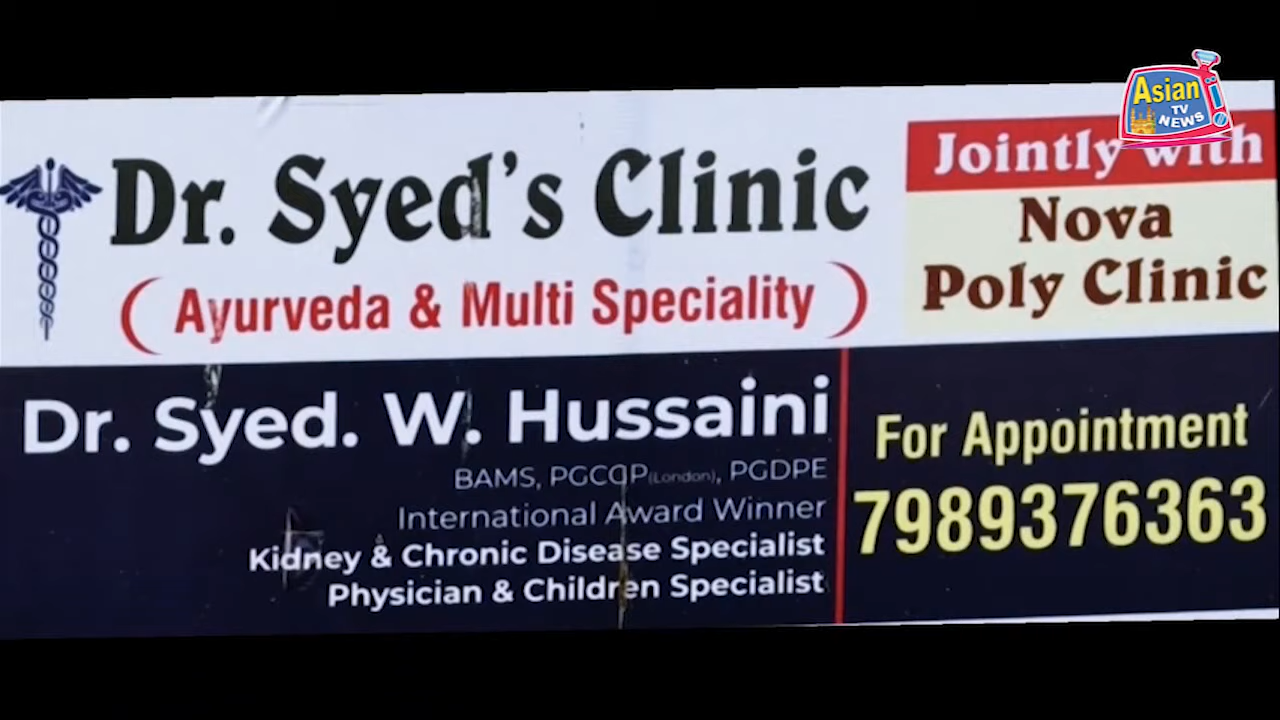 Dr. Syed's Clinic
( Ayurveda & Multi Speciality )
Jointly with
Nova
Poly Clinic
Dr. Syed. W. Hussaini
BAMS, PGCGP(London), PGDPE
International Award Winner
Kidney & Chronic Disease Specialist
Physician & Children Specialist
For Appointment
7989376363
Asian
TV
NEWS